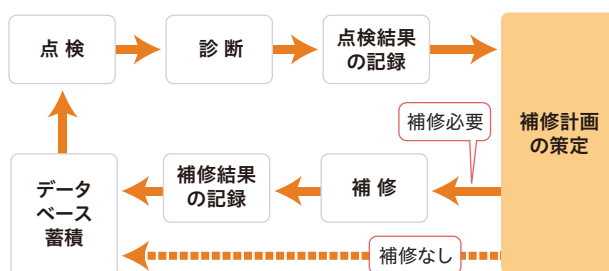 点 検
診 断
点検結果
の記録
補修計画
の策定
補修必要
補 修
補修結果
の記録
データ
ベース
蓄積
補修なし